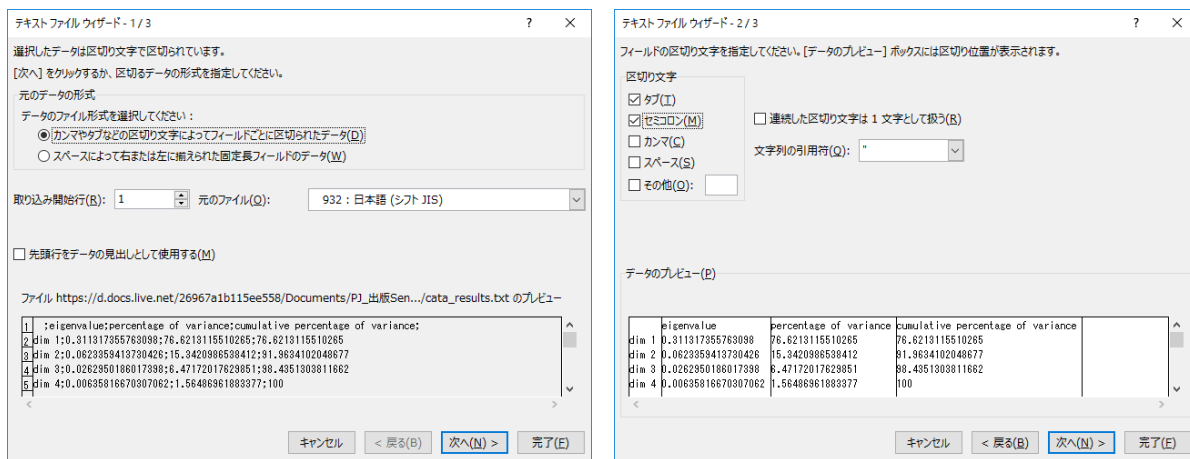 テキスト ファイル ウィザード - 1 / 3
選択したデータは区切り文字で区切られています。
[次へ] をクリックするか、区切るデータの形式を指定してください。
元のデータの形式
データのファイル形式を選択してください:
カンマやタブなどの区切り文字によってフィールドごとに区切られたデータ(D)
スペースによって右または左に揃えられた固定長フィールドのデータ(W)
取り込み開始行(R): 1 元のファイル(O): 932 : 日本語 (シフト JIS)
先頭行をデータの見出しとして使用する(M)
ファイル https://d.docs.live.net/26967a1b115ee558/Documents/PJ_出版Sen.../cata_results.txt のプレビュー
1 ;eigenvalue;percentage of variance;cumulative percentage of variance;
2 dim 1;0.311317355763098;76.6213115510265;76.6213115510265
3 dim 2;0.0623359413730426;15.3420986538412;91.9634102048677
4 dim 3;0.0262950186017398;6.47172017629851;98.4351303811662
5 dim 4;0.00635816670307062;1.56486961883377;100
キャンセル < 戻る(B) 次へ(N) > 完了(F)
テキスト ファイル ウィザード - 2 / 3
フィールドの区切り文字を指定してください。[データのプレビュー] ボックスには区切り位置が表示されます。
区切り文字
タブ(T)
セミコロン(M)
カンマ(C)
スペース(S)
その他(O):
連続した区切り文字は 1 文字として扱う(R)
文字列の引用符(Q): "
データのプレビュー(P)
eigenvalue percentage of variance cumulative percentage of variance
dim 1 0.311317355763098 76.6213115510265 76.6213115510265
dim 2 0.0623359413730426 15.3420986538412 91.9634102048677
dim 3 0.0262950186017398 6.47172017629851 98.4351303811662
dim 4 0.00635816670307062 1.56486961883377 100
キャンセル < 戻る(B) 次へ(N) > 完了(F)